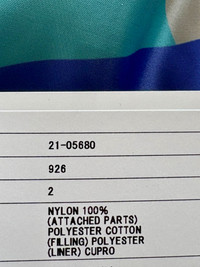 21-05680
926
2
NYLON 100%
(ATTACHED PARTS)
POLYESTER COTTON
(FILLING) POLYESTER
(LINER) CUPRO